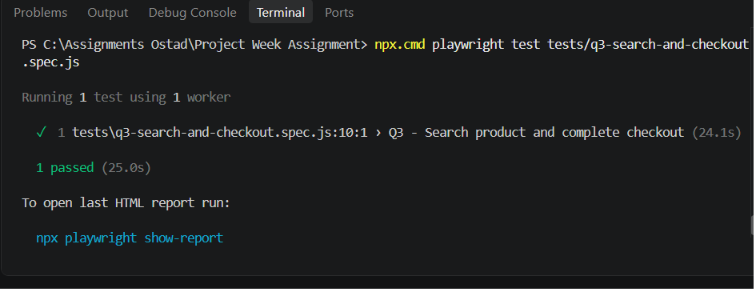 Problems Output Debug Console Terminal Ports
PS C:\Assignments Ostad\Project Week Assignment> npx.cmd playwright test tests/q3-search-and-checkout
.spec.js
Running 1 test using 1 worker
✓ 1 tests\q3-search-and-checkout.spec.js:10:1 › Q3 - Search product and complete checkout (24.1s)
1 passed (25.0s)
To open last HTML report run:
npx playwright show-report